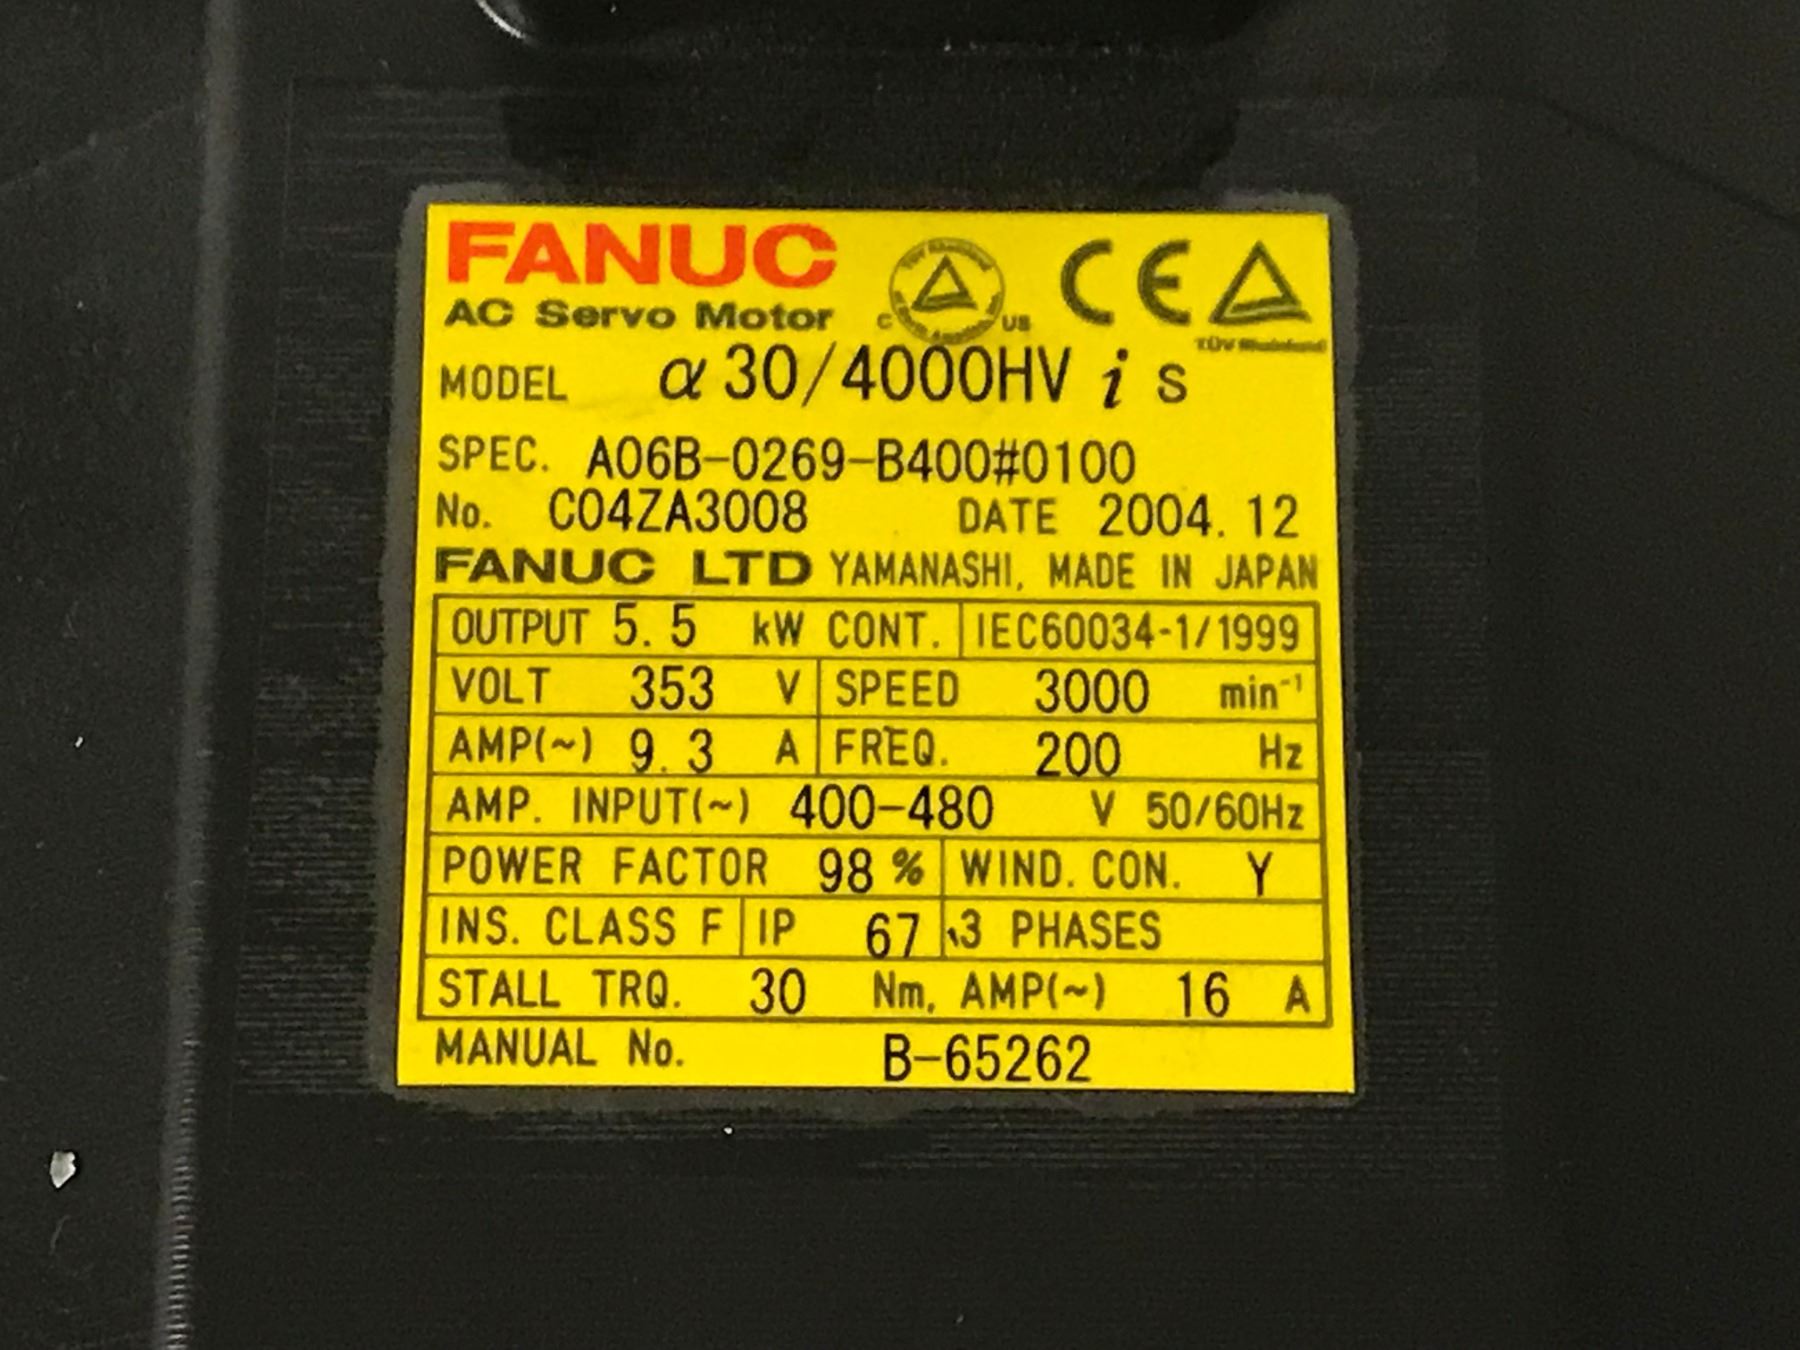 FANUC
AC Servo Motor
C US
CE
TÜV Rheinland
MODEL α30/4000HV i s
SPEC. A06B-0269-B400#0100
No. C04ZA3008 DATE 2004.12
FANUC LTD YAMANASHI, MADE IN JAPAN
OUTPUT 5.5 kW CONT. IEC60034-1/1999
VOLT 353 V SPEED 3000 min⁻¹
AMP(~) 9.3 A FREQ. 200 Hz
AMP. INPUT(~) 400-480 V 50/60Hz
POWER FACTOR 98 % WIND. CON. Y
INS. CLASS F IP 67 3 PHASES
STALL TRQ. 30 Nm, AMP(~) 16 A
MANUAL No. B-65262